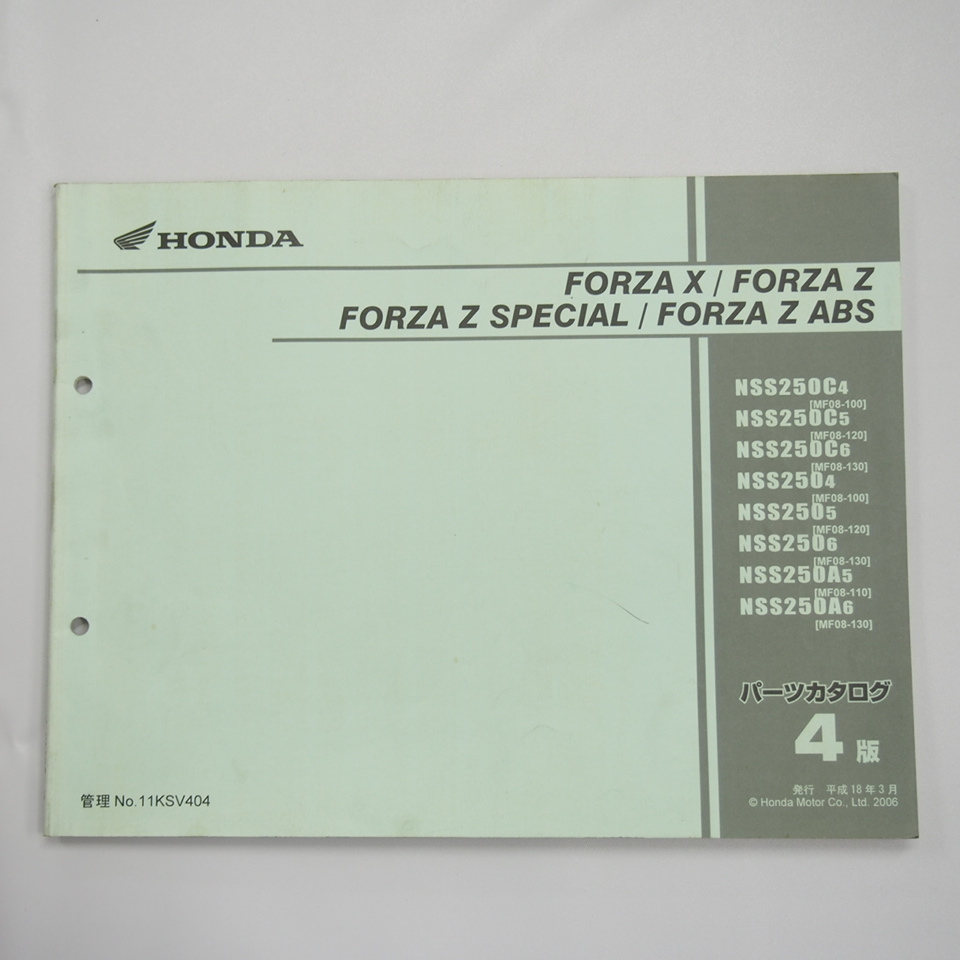 HONDA
FORZA X / FORZA Z
FORZA Z SPECIAL / FORZA Z ABS
NSS250C4
[MF08-100]
NSS250C5
[MF08-120]
NSS250C6
[MF08-130]
NSS2504
[MF08-100]
NSS2505
[MF08-120]
NSS2506
[MF08-130]
NSS250A5
[MF08-110]
NSS250A6
[MF08-130]
パーツカタログ
4版
発行 平成18年3月
© Honda Motor Co., Ltd. 2006
管理 No.11KSV404